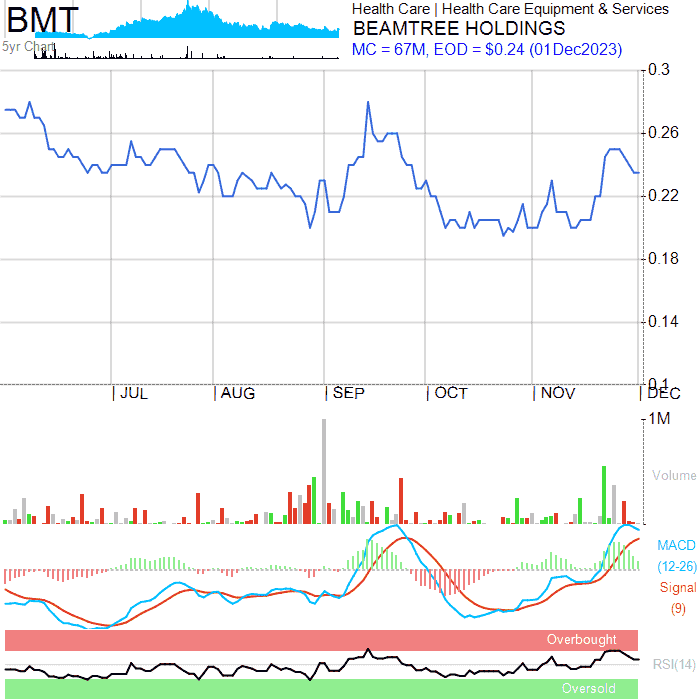 BMT
5yr Chart
Health Care | Health Care Equipment & Services
BEAMTREE HOLDINGS
MC = 67M, EOD = $0.24 (01Dec2023)
0.3
0.26
0.22
0.18
0.14
0.1
| JUL | AUG | SEP | OCT | NOV | DEC
1M
Volume
MACD
(12-26)
Signal
(9)
Overbought
RSI(14)
Oversold